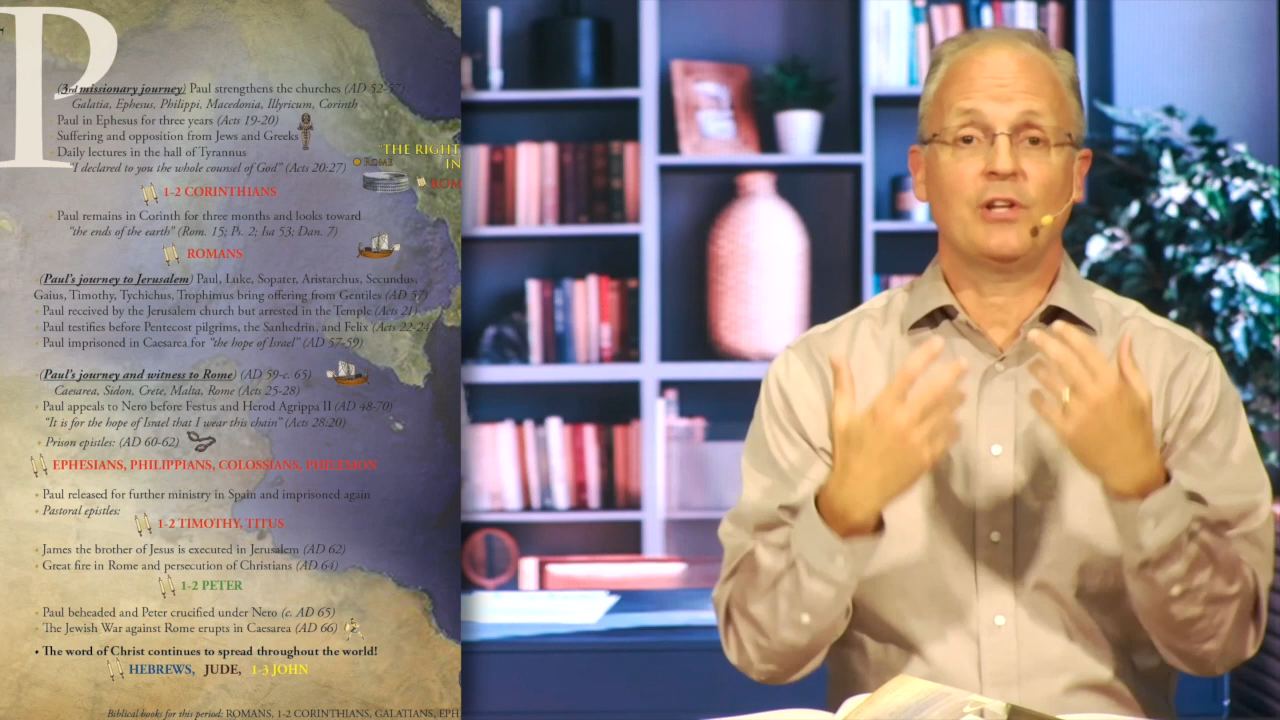 P
(3rd missionary journey) Paul strengthens the churches (AD 52-57)
Galatia, Ephesus, Philippi, Macedonia, Illyricum, Corinth
Paul in Ephesus for three years (Acts 19-20)
Suffering and opposition from Jews and Greeks
Daily lectures in the hall of Tyrannus
"I declared to you the whole counsel of God" (Acts 20:27)
"THE RIGHT
IN
ROME
ROM
1-2 CORINTHIANS
Paul remains in Corinth for three months and looks toward
"the ends of the earth" (Rom. 15; Ps. 2; Isa 53; Dan. 7)
ROMANS
(Paul's journey to Jerusalem) Paul, Luke, Sopater, Aristarchus, Secundus,
Gaius, Timothy, Tychichus, Trophimus bring offering from Gentiles (AD 57)
Paul received by the Jerusalem church but arrested in the Temple (Acts 21)
Paul testifies before Pentecost pilgrims, the Sanhedrin, and Felix (Acts 22-24)
Paul imprisoned in Caesarea for "the hope of Israel" (AD 57-59)
(Paul's journey and witness to Rome) (AD 59-c. 65)
Caesarea, Sidon, Crete, Malta, Rome (Acts 25-28)
Paul appeals to Nero before Festus and Herod Agrippa II (AD 48-70)
"It is for the hope of Israel that I wear this chain" (Acts 28:20)
Prison epistles: (AD 60-62)
EPHESIANS, PHILIPPIANS, COLOSSIANS, PHILEMON
Paul released for further ministry in Spain and imprisoned again
Pastoral epistles:
1-2 TIMOTHY, TITUS
James the brother of Jesus is executed in Jerusalem (AD 62)
Great fire in Rome and persecution of Christians (AD 64)
1-2 PETER
Paul beheaded and Peter crucified under Nero (c. AD 65)
The Jewish War against Rome erupts in Caesarea (AD 66)
• The word of Christ continues to spread throughout the world!
HEBREWS, JUDE, 1-3 JOHN
Biblical books for this period: ROMANS, 1-2 CORINTHIANS, GALATIANS, EPH